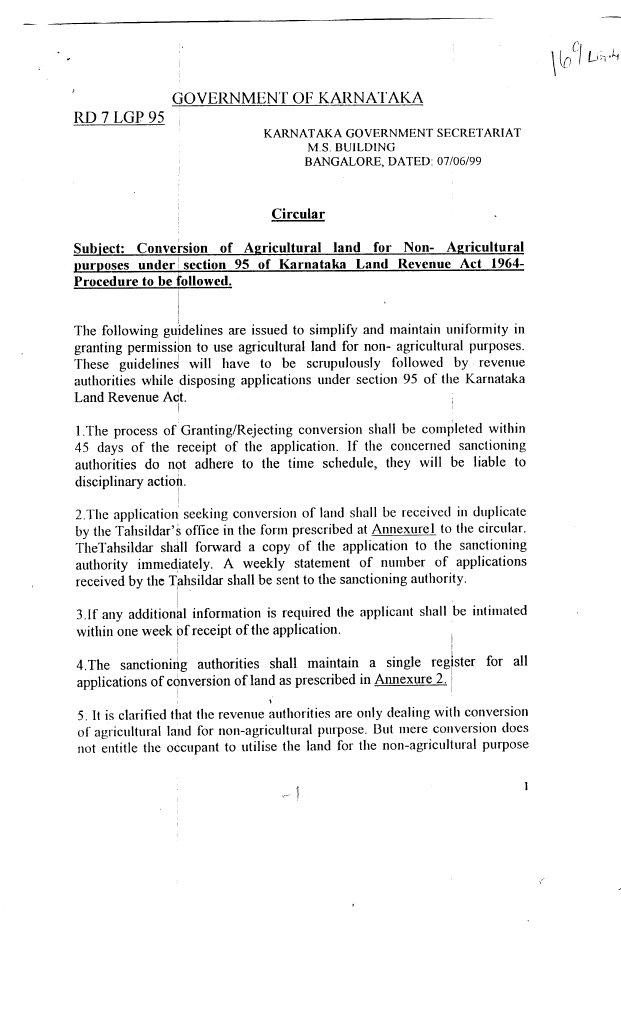 169
GOVERNMENT OF KARNATAKA
RD 7 LGP 95
KARNATAKA GOVERNMENT SECRETARIAT
M.S. BUILDING
BANGALORE, DATED: 07/06/99
Circular
Subject: Conversion of Agricultural land for Non- Agricultural
purposes under section 95 of Karnataka Land Revenue Act 1964-
Procedure to be followed.
The following guidelines are issued to simplify and maintain uniformity in
granting permission to use agricultural land for non- agricultural purposes.
These guidelines will have to be scrupulously followed by revenue
authorities while disposing applications under section 95 of the Karnataka
Land Revenue Act.
1.The process of Granting/Rejecting conversion shall be completed within
45 days of the receipt of the application. If the concerned sanctioning
authorities do not adhere to the time schedule, they will be liable to
disciplinary action.
2.The application seeking conversion of land shall be received in duplicate
by the Tahsildar's office in the form prescribed at Annexure1 to the circular.
TheTahsildar shall forward a copy of the application to the sanctioning
authority immediately. A weekly statement of number of applications
received by the Tahsildar shall be sent to the sanctioning authority.
3.If any additional information is required the applicant shall be intimated
within one week of receipt of the application.
4.The sanctioning authorities shall maintain a single register for all
applications of conversion of land as prescribed in Annexure 2.
5. It is clarified that the revenue authorities are only dealing with conversion
of agricultural land for non-agricultural purpose. But mere conversion does
not entitle the occupant to utilise the land for the non-agricultural purpose
1